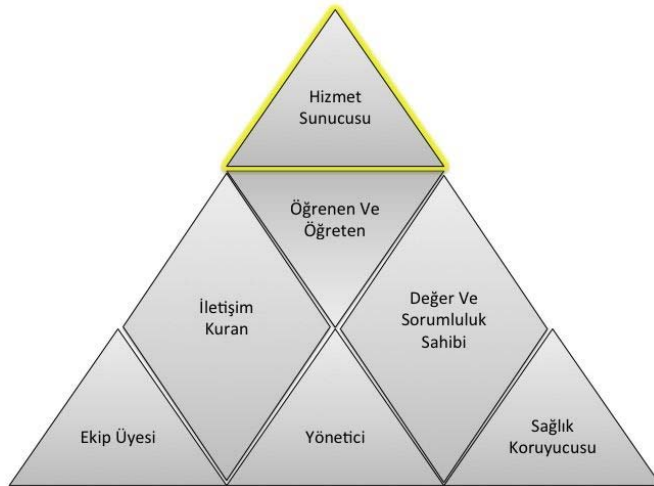 Hizmet
Sunucusu
Öğrenen Ve
Öğreten
İletişim
Kuran
Değer Ve
Sorumluluk
Sahibi
Ekip Üyesi
Yönetici
Sağlık
Koruyucusu